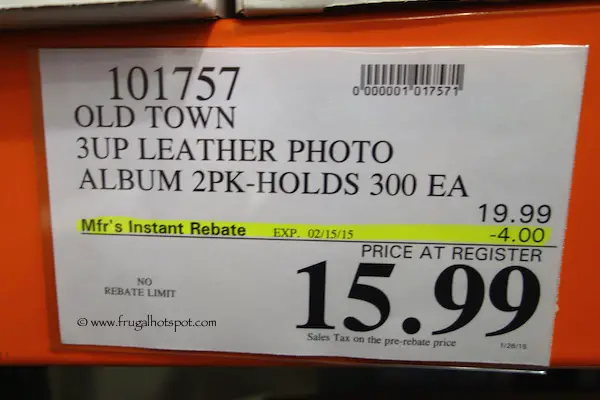 101757
0 000001 017571
OLD TOWN
3UP LEATHER PHOTO
ALBUM 2PK-HOLDS 300 EA
19.99
Mfr's Instant Rebate EXP. 02/15/15 -4.00
PRICE AT REGISTER
15.99
NO
REBATE LIMIT
Sales Tax on the pre-rebate price
1/26/15
© www.frugalhotspot.com